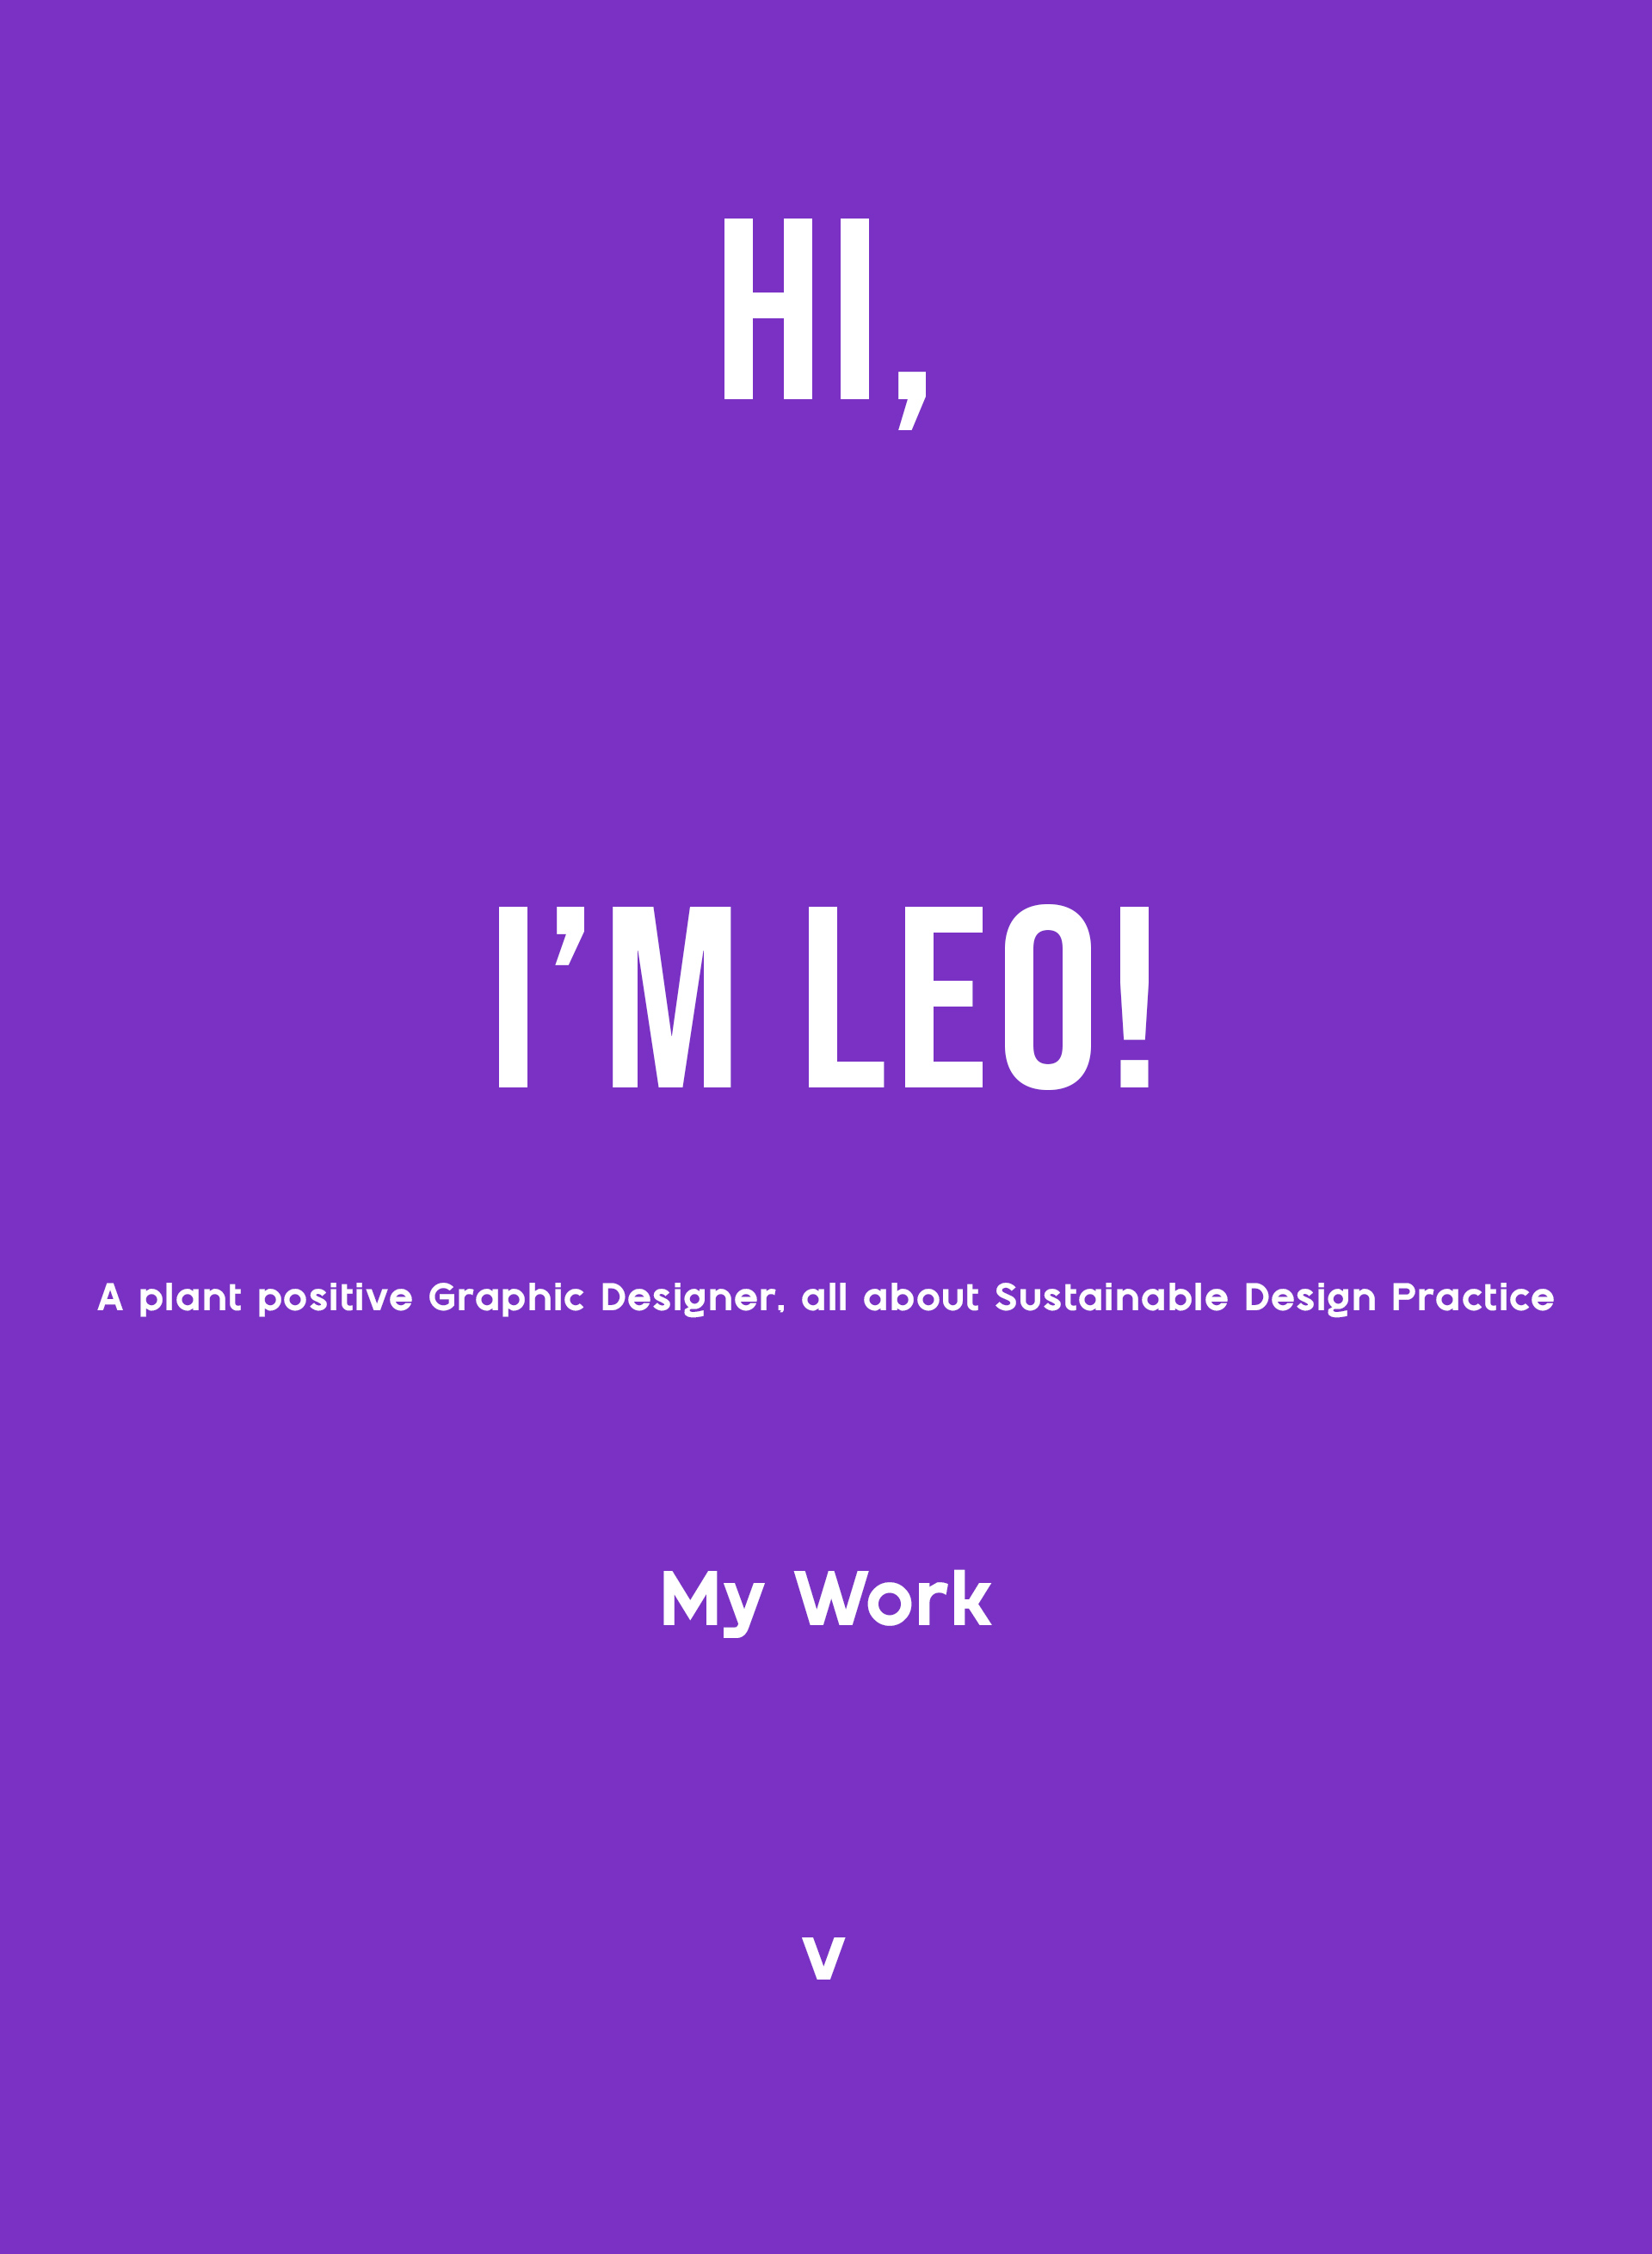 HI,
I’M LEO!
A plant positive Graphic Designer, all about Sustainable Design Practice
My Work
v